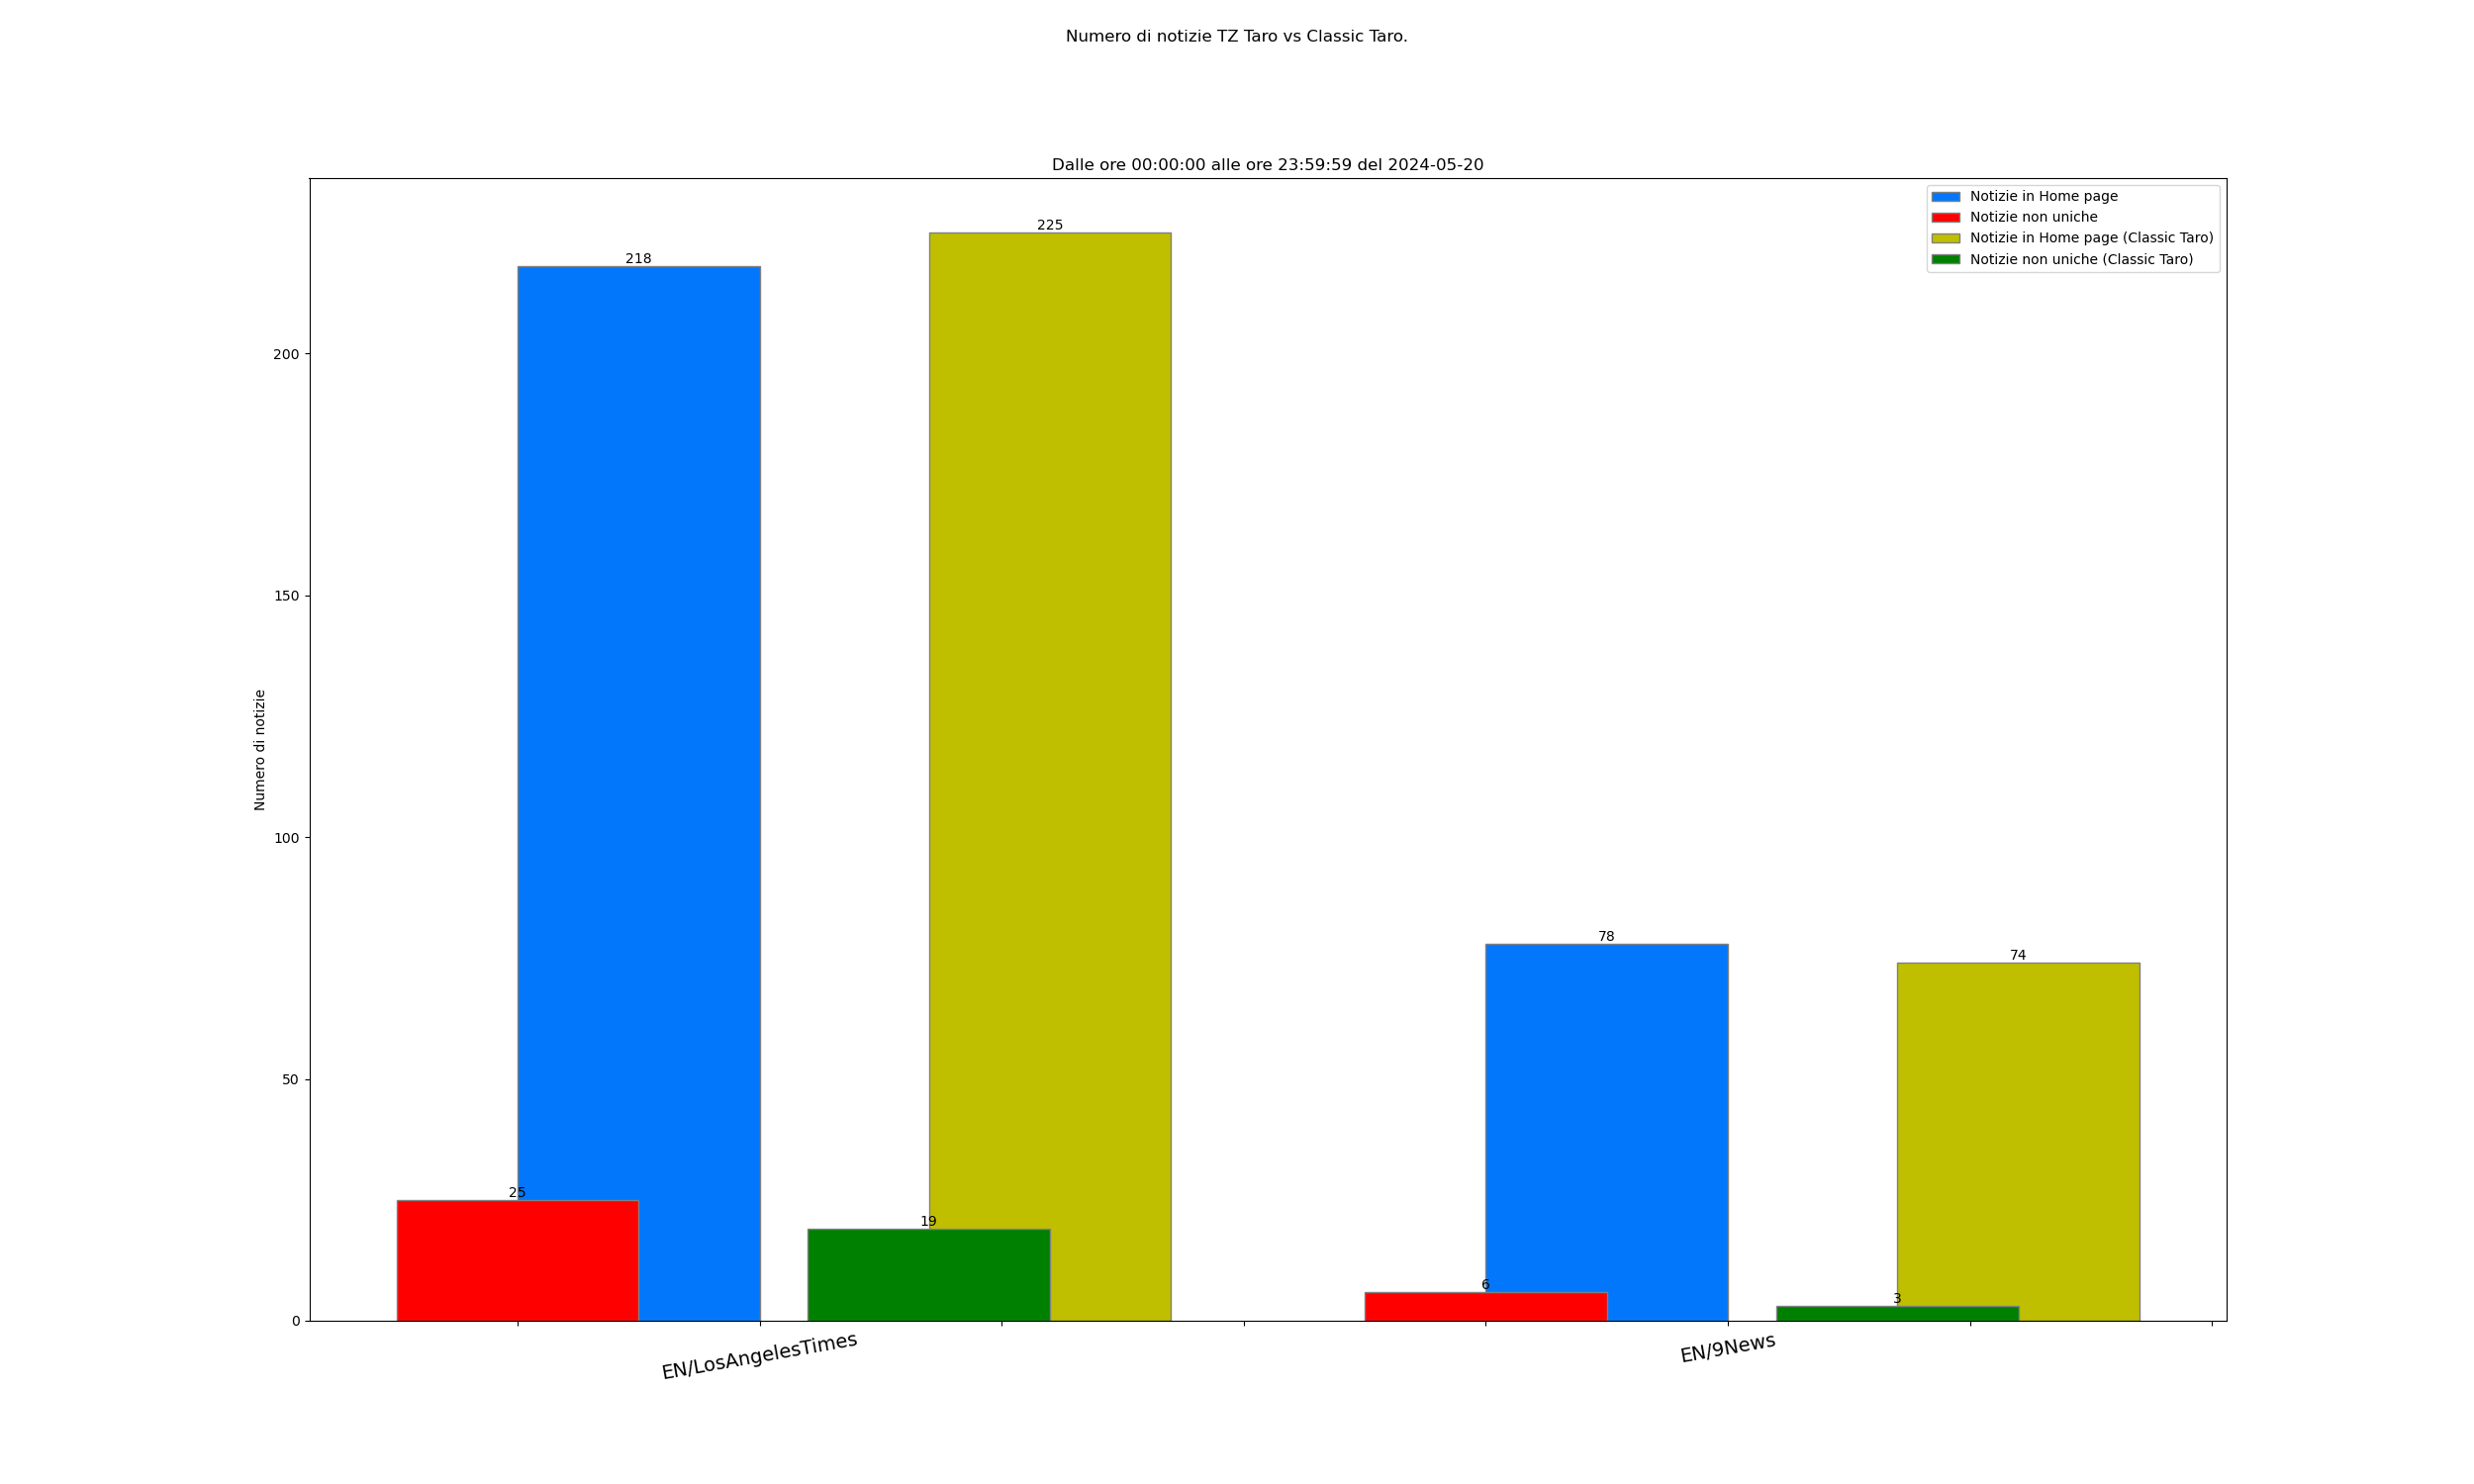 Numero di notizie TZ Taro vs Classic Taro.
Dalle ore 00:00:00 alle ore 23:59:59 del 2024-05-20
Notizie in Home page
Notizie non uniche
Notizie in Home page (Classic Taro)
Notizie non uniche (Classic Taro)
Numero di notizie
200
150
100
50
0
218
225
25
19
78
74
6
3
EN/LosAngelesTimes
EN/9News